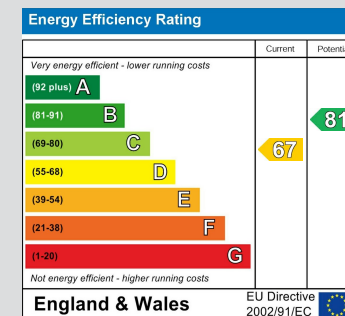 Energy Efficiency Rating
Current Potentia
Very energy efficient - lower running costs
(92 plus) A
(81-91) B
81
(69-80) C
67
(55-68) D
(39-54) E
(21-38) F
(1-20) G
Not energy efficient - higher running costs
England & Wales
EU Directive
2002/91/EC